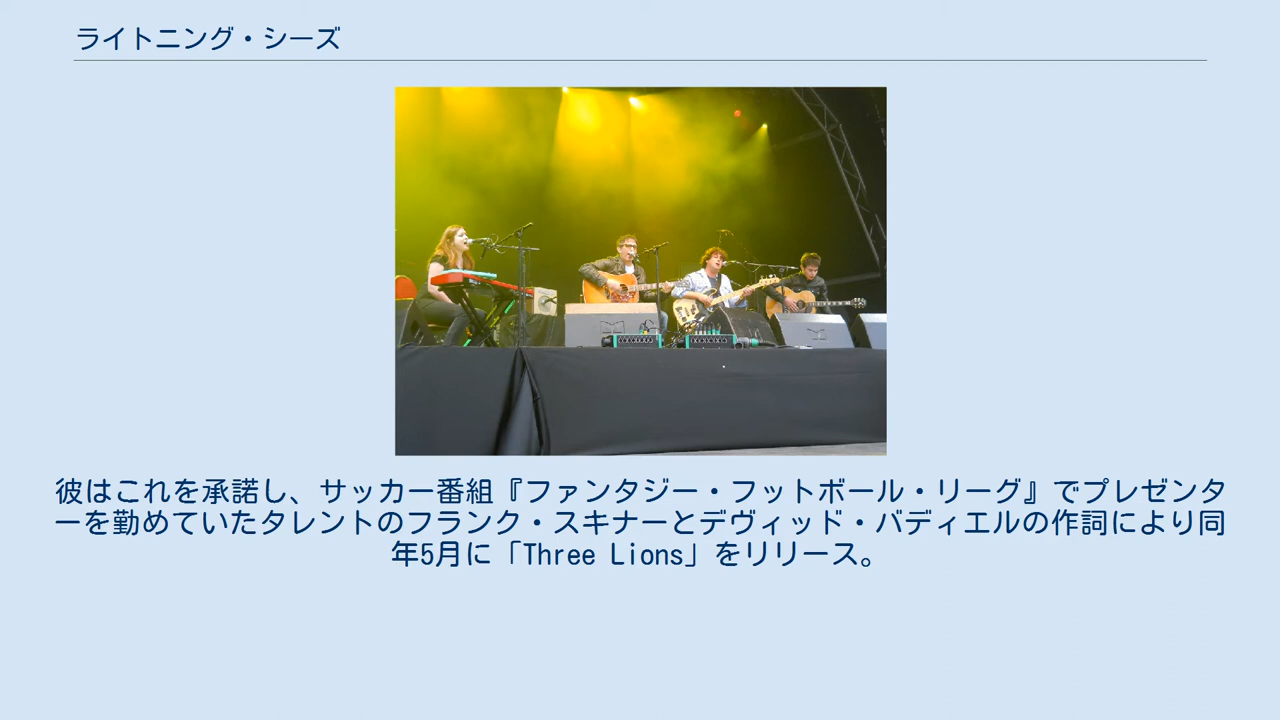 ライトニング・シーズ
彼はこれを承諾し、サッカー番組『ファンタジー・フットボール・リーグ』でプレゼンタ
ーを勤めていたタレントのフランク・スキナーとデヴィッド・バディエルの作詞により同
年5月に「Three Lions」をリリース。